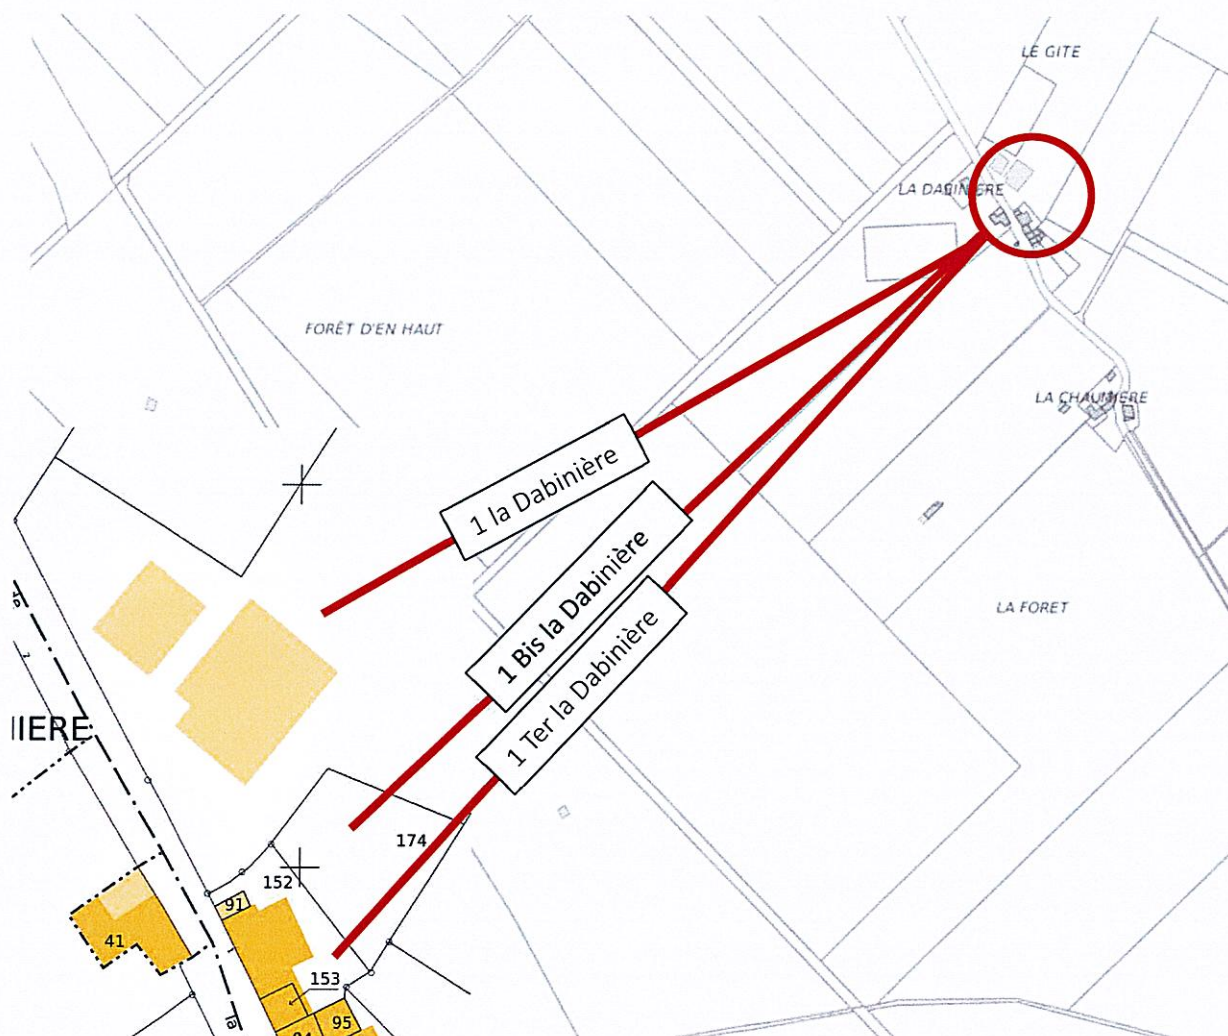 LE GITE
LA DABINIERE
FORÊT D'EN HAUT
LA CHAUMIERE
1 la Dabinière
1 Bis la Dabinière
LA FORET
1 Ter la Dabinière
IIERE
174
152
91
41
153
95
la